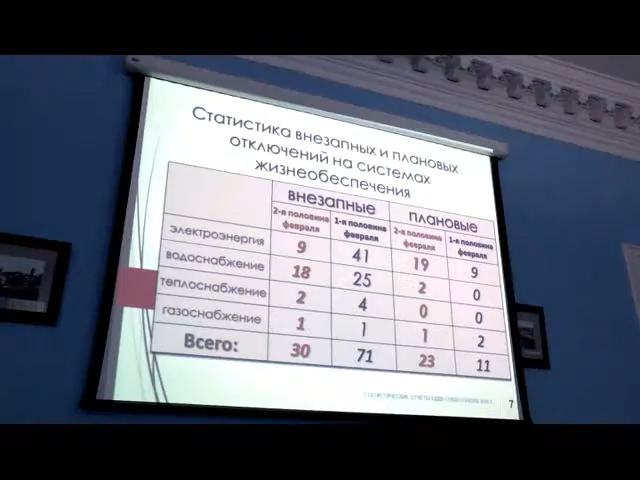 Статистика внезапных и плановых
отключений на системах
жизнеобеспечения
внезапные плановые
2-я половина февраля 1-я половина февраля 2-я половина февраля 1-я половина февраля
электроэнергия 9 41 19 9
водоснабжение 18 25 2 0
теплоснабжение 2 4 0 0
газоснабжение 1 1 1 2
Всего: 30 71 23 11
7